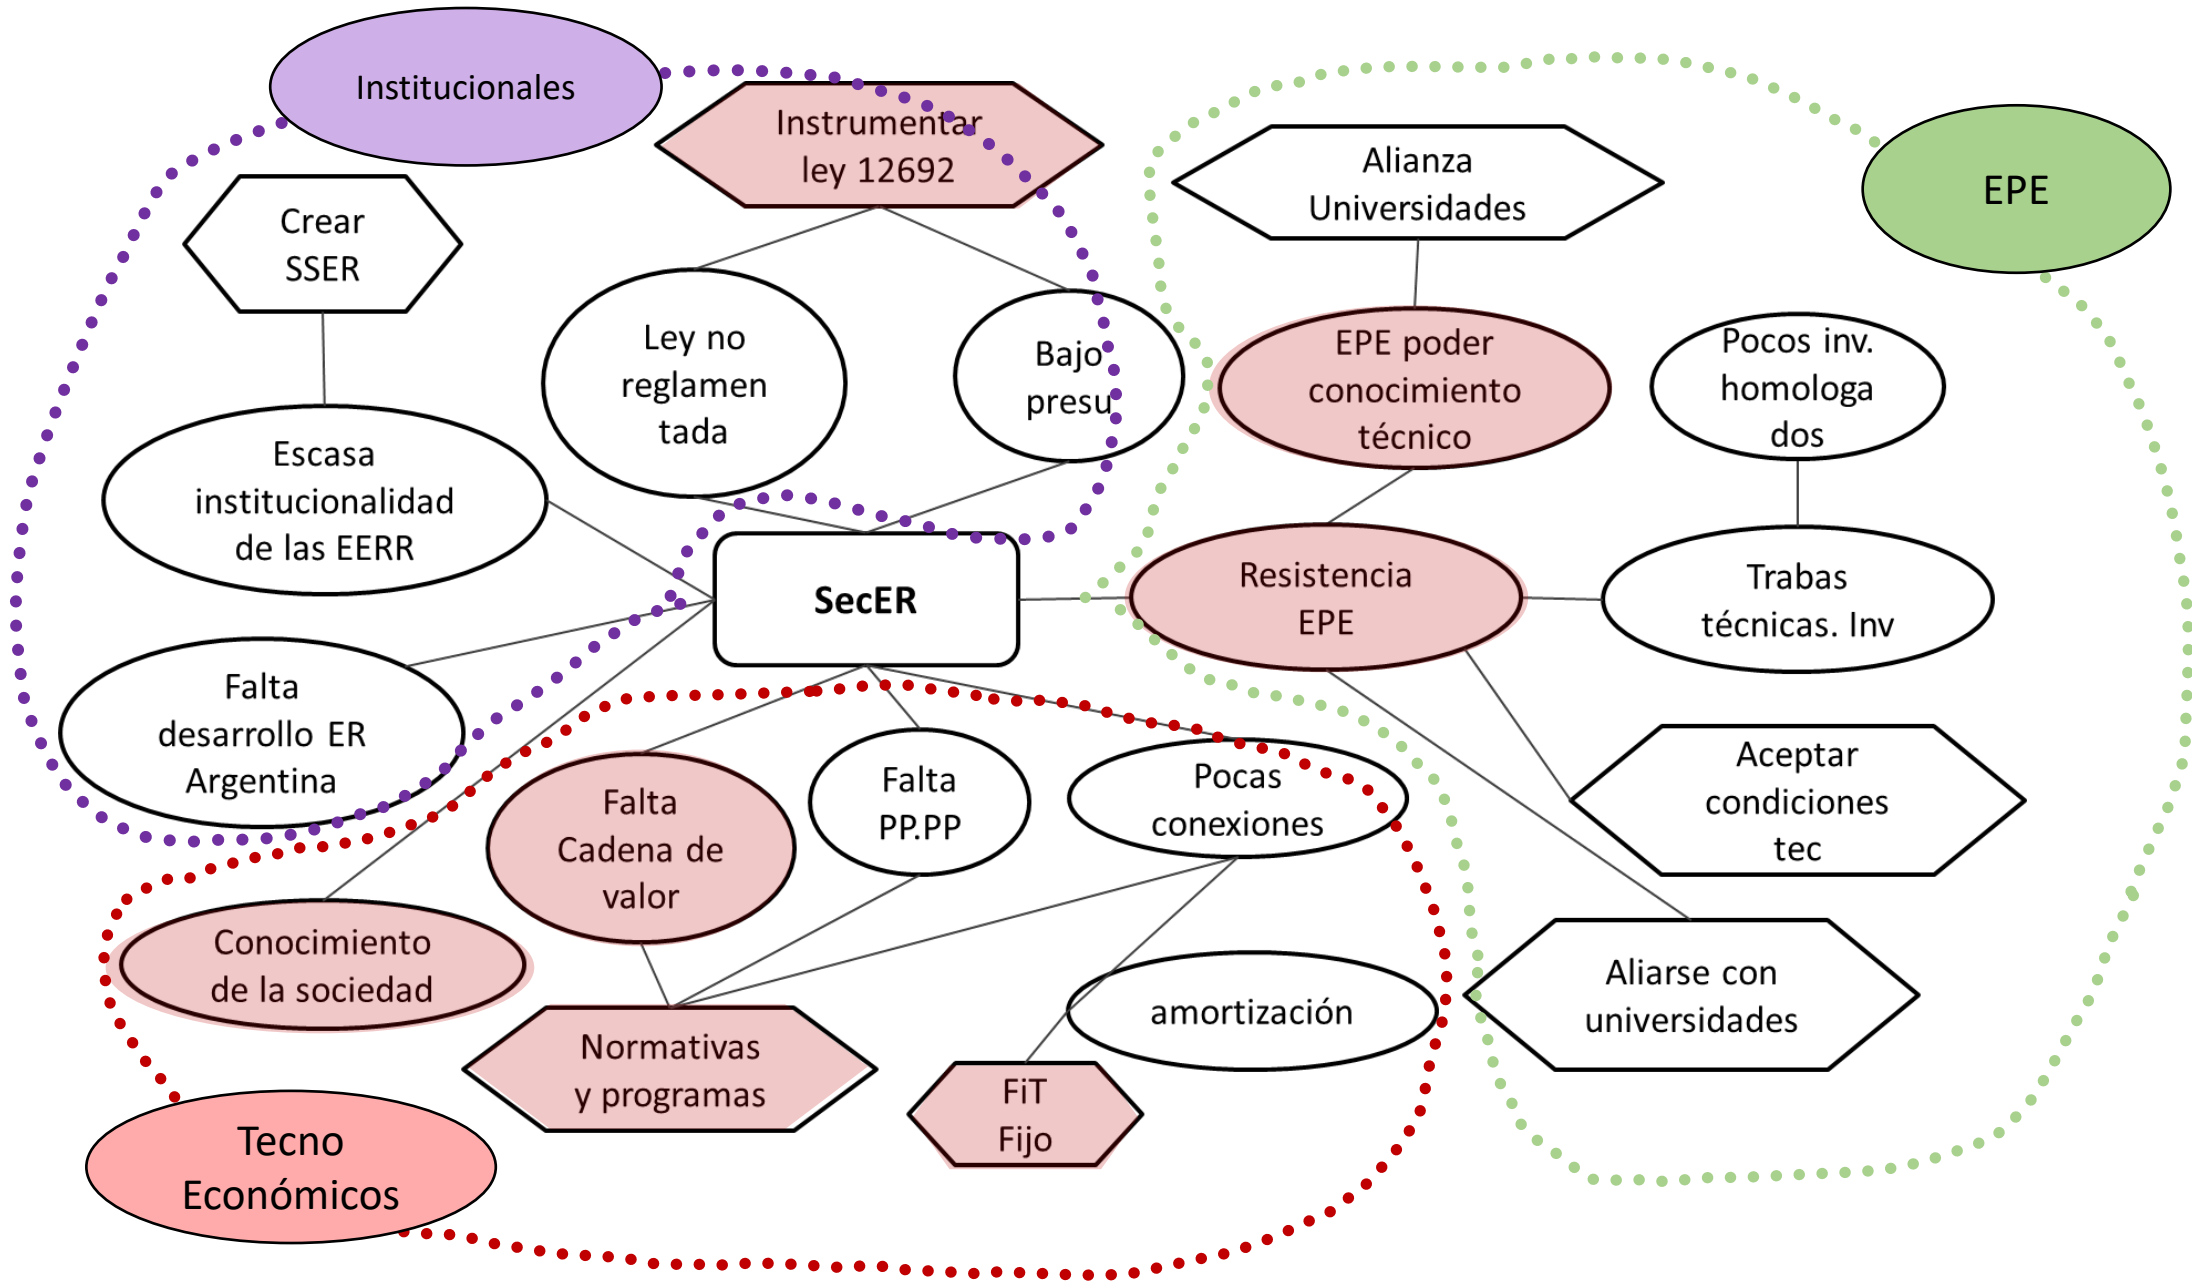 Institucionales
Instrumentar
ley 12692
Alianza
Universidades
EPE
Crear
SSER
Ley no
reglamen
tada
Bajo
presu
EPE poder
conocimiento
técnico
Pocos inv.
homologa
dos
Escasa
institucionalidad
de las EERR
SecER
Resistencia
EPE
Trabas
técnicas. Inv
Falta
desarrollo ER
Argentina
Falta
Cadena de
valor
Falta
PP.PP
Pocas
conexiones
Aceptar
condiciones
tec
Conocimiento
de la sociedad
Normativas
y programas
amortización
FiT
Fijo
Aliarse con
universidades
Tecno
Económicos